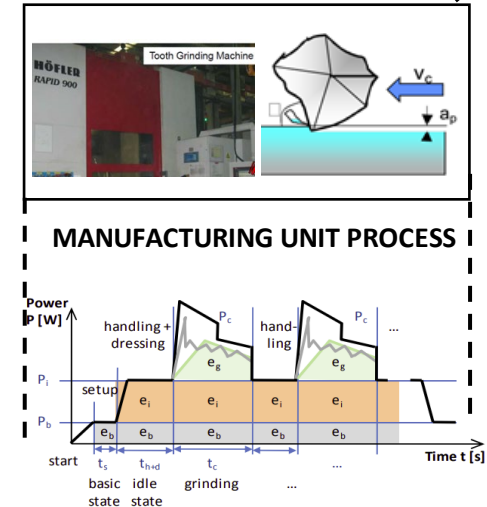 Tooth Grinding Machine
HÖFLER
RAPID 900
Vc
ap
MANUFACTURING UNIT PROCESS
Power
P [W]
handling +
dressing
Pc
hand-
ling
Pc
...
eg
eg
Pi
setup
ei
ei
ei
ei
Pb
eb
eb
eb
eb
eb
start
ts
th+d
tc
...
Time t [s]
basic
state
idle
state
grinding
...